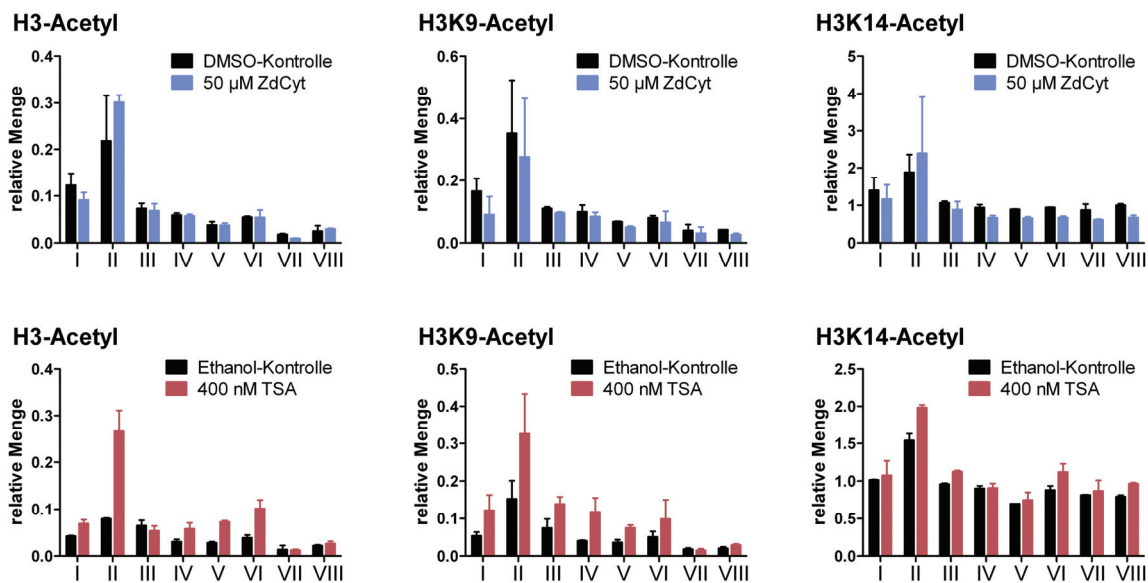 H3-Acetyl
relative Menge
0.4
0.3
0.2
0.1
0.0
DMSO-Kontrolle
50 µM ZdCyt
I II III IV V VI VII VIII
H3K9-Acetyl
relative Menge
0.6
0.4
0.2
0.0
DMSO-Kontrolle
50 µM ZdCyt
I II III IV V VI VII VIII
H3K14-Acetyl
relative Menge
5
4
3
2
1
0
DMSO-Kontrolle
50 µM ZdCyt
I II III IV V VI VII VIII
H3-Acetyl
relative Menge
0.4
0.3
0.2
0.1
0.0
Ethanol-Kontrolle
400 nM TSA
I II III IV V VI VII VIII
H3K9-Acetyl
relative Menge
0.5
0.4
0.3
0.2
0.1
0.0
Ethanol-Kontrolle
400 nM TSA
I II III IV V VI VII VIII
H3K14-Acetyl
relative Menge
2.5
2.0
1.5
1.0
0.5
0.0
Ethanol-Kontrolle
400 nM TSA
I II III IV V VI VII VIII